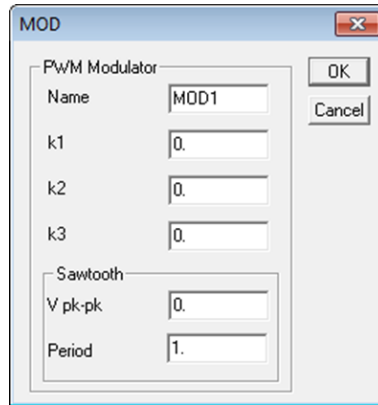 MOD
PWM Modulator
OK
Name MOD1
Cancel
k1 0.
k2 0.
k3 0.
Sawtooth
V pk-pk 0.
Period 1.